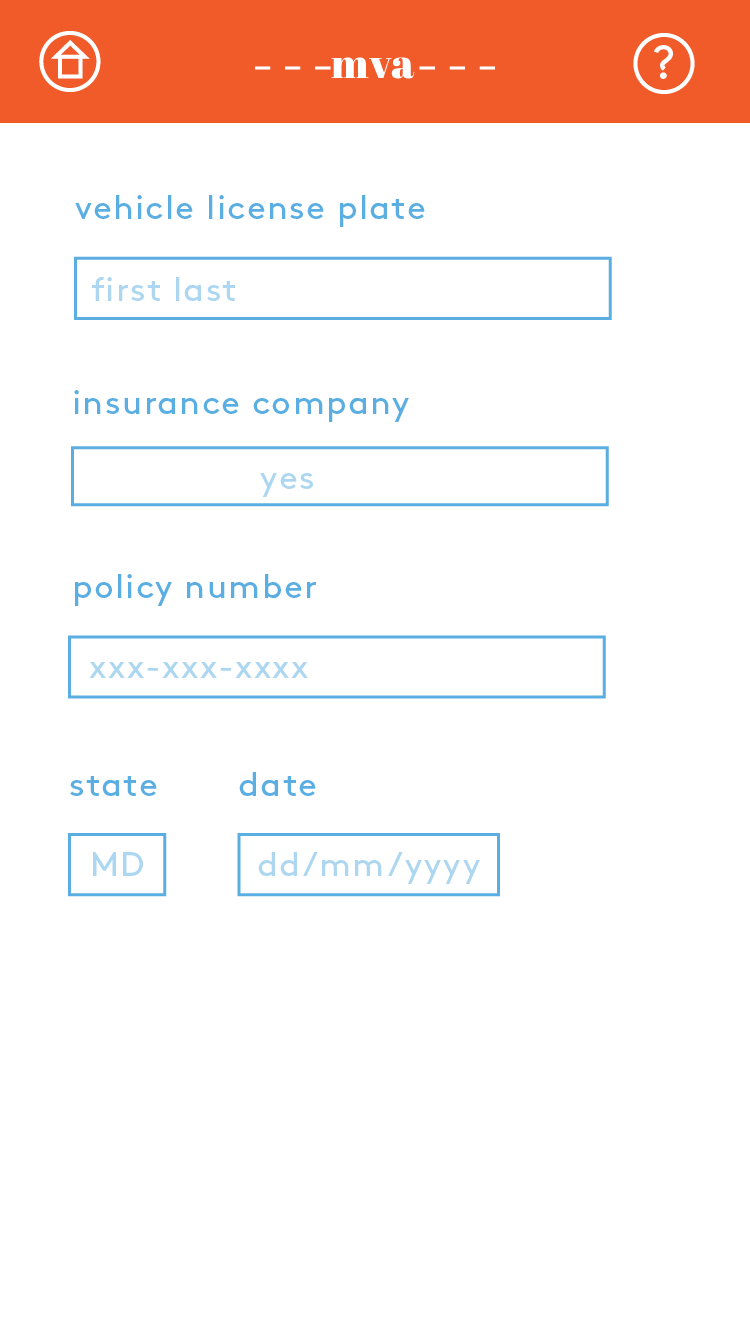 - - -mva- - -
?
vehicle license plate
first last
insurance company
yes
policy number
xxx-xxx-xxxx
state date
MD dd/mm/yyyy